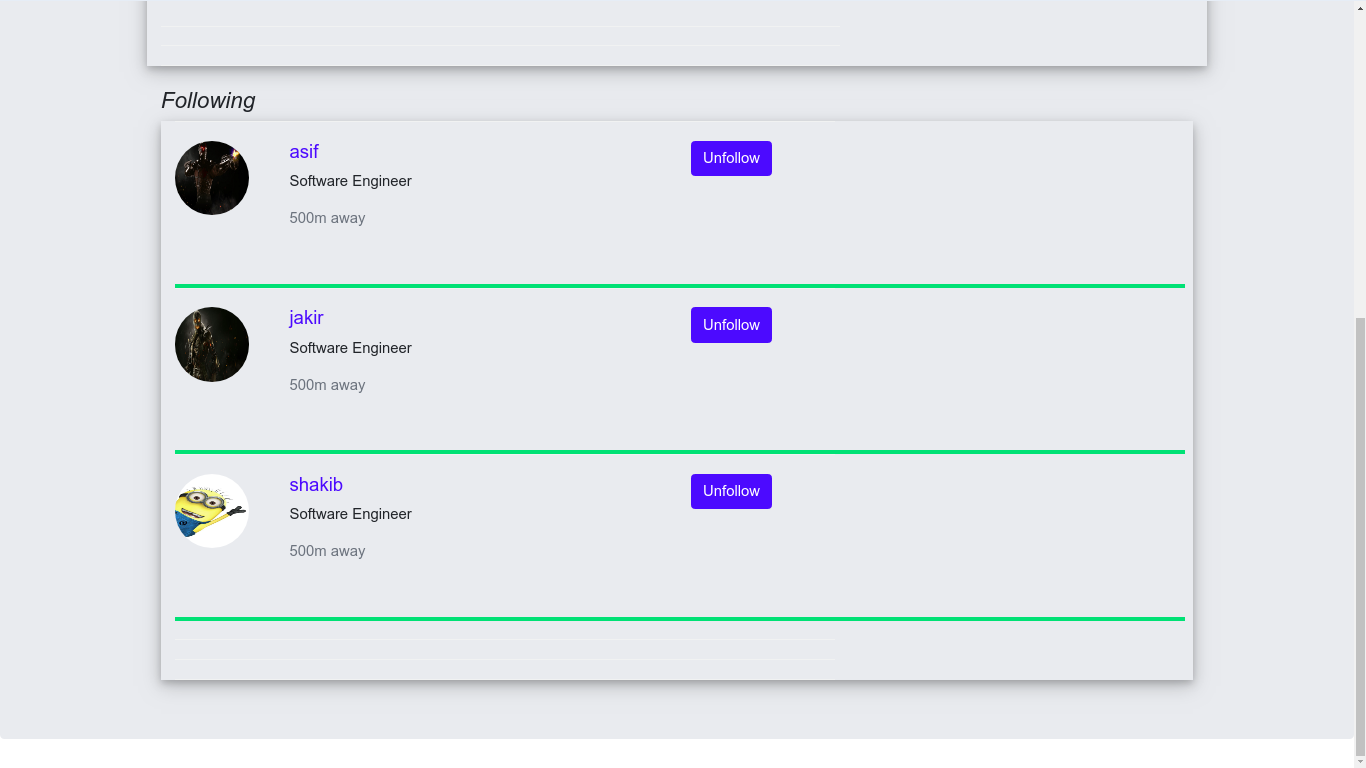 Following
asif
Unfollow
Software Engineer
500m away
jakir
Unfollow
Software Engineer
500m away
shakib
Unfollow
Software Engineer
500m away